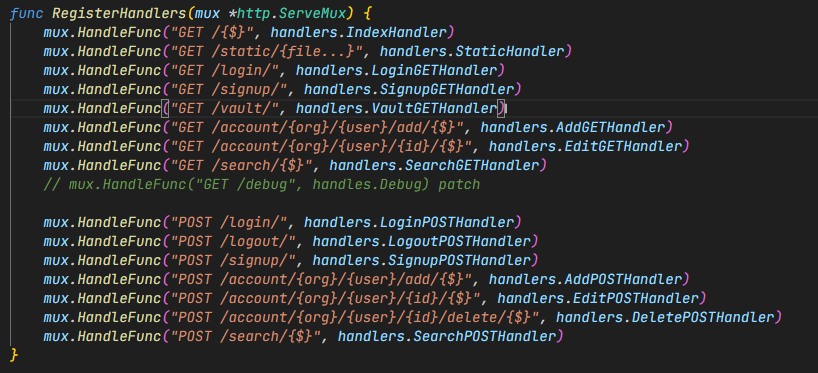 func RegisterHandlers(mux *http.ServeMux) {
mux.HandleFunc("GET /{$}", handlers.IndexHandler)
mux.HandleFunc("GET /static/{file...}", handlers.StaticHandler)
mux.HandleFunc("GET /login/", handlers.LoginGETHandler)
mux.HandleFunc("GET /signup/", handlers.SignupGETHandler)
mux.HandleFunc("GET /vault/", handlers.VaultGETHandler)
mux.HandleFunc("GET /account/{org}/{user}/add/{$}", handlers.AddGETHandler)
mux.HandleFunc("GET /account/{org}/{user}/{id}/{$}", handlers.EditGETHandler)
mux.HandleFunc("GET /search/{$}", handlers.SearchGETHandler)
// mux.HandleFunc("GET /debug", handles.Debug) patch
mux.HandleFunc("POST /login/", handlers.LoginPOSTHandler)
mux.HandleFunc("POST /logout/", handlers.LogoutPOSTHandler)
mux.HandleFunc("POST /signup/", handlers.SignupPOSTHandler)
mux.HandleFunc("POST /account/{org}/{user}/add/{$}", handlers.AddPOSTHandler)
mux.HandleFunc("POST /account/{org}/{user}/{id}/{$}", handlers.EditPOSTHandler)
mux.HandleFunc("POST /account/{org}/{user}/{id}/delete/{$}", handlers.DeletePOSTHandler)
mux.HandleFunc("POST /search/{$}", handlers.SearchPOSTHandler)
}